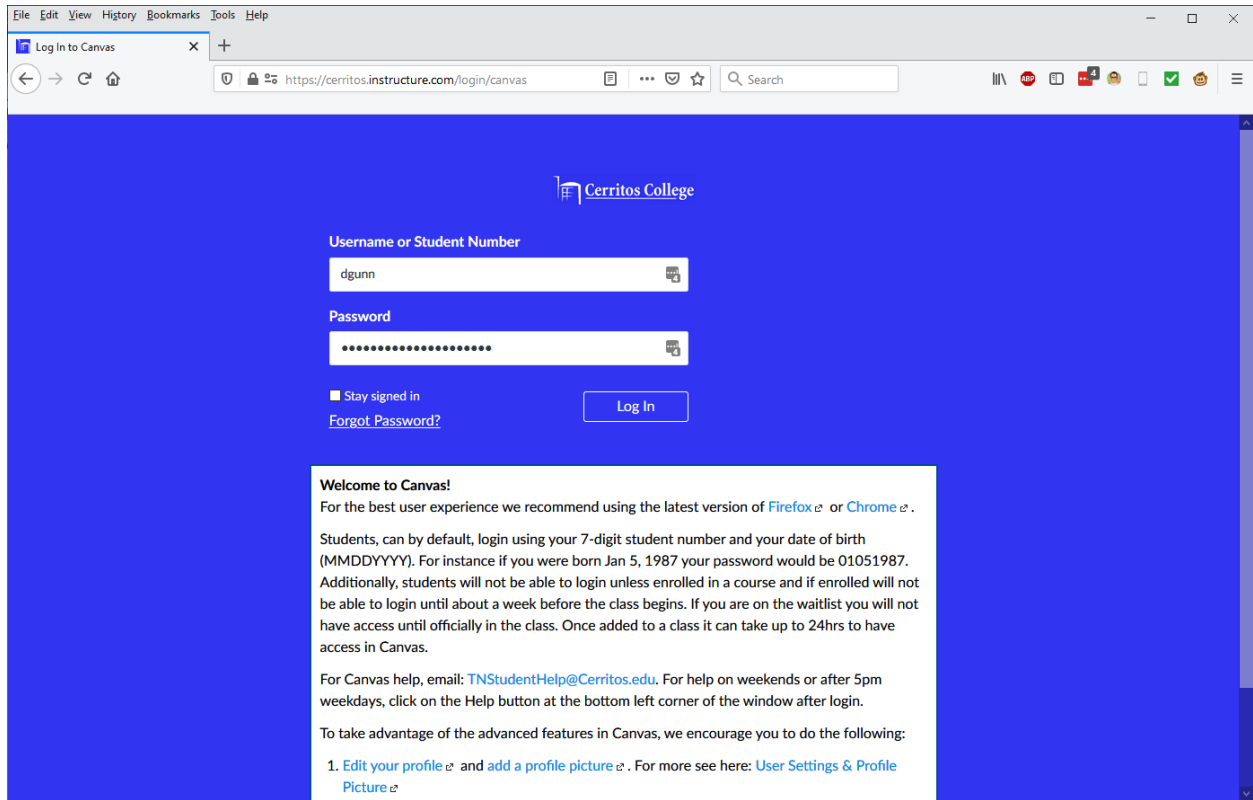 File Edit View History Bookmarks Tools Help
Log In to Canvas
https://cerritos.instructure.com/login/canvas
Search
ABP
4
Cerritos College
Username or Student Number
dgunn
4
Password
•••••••••••••••••••••
4
Stay signed in
Log In
Forgot Password?
Welcome to Canvas!
For the best user experience we recommend using the latest version of Firefox or Chrome .
Students, can by default, login using your 7-digit student number and your date of birth
(MMDDYYYY). For instance if you were born Jan 5, 1987 your password would be 01051987.
Additionally, students will not be able to login unless enrolled in a course and if enrolled will not
be able to login until about a week before the class begins. If you are on the waitlist you will not
have access until officially in the class. Once added to a class it can take up to 24hrs to have
access in Canvas.
For Canvas help, email: TNStudentHelp@Cerritos.edu. For help on weekends or after 5pm
weekdays, click on the Help button at the bottom left corner of the window after login.
To take advantage of the advanced features in Canvas, we encourage you to do the following:
1. Edit your profile and add a profile picture . For more see here: User Settings & Profile
Picture